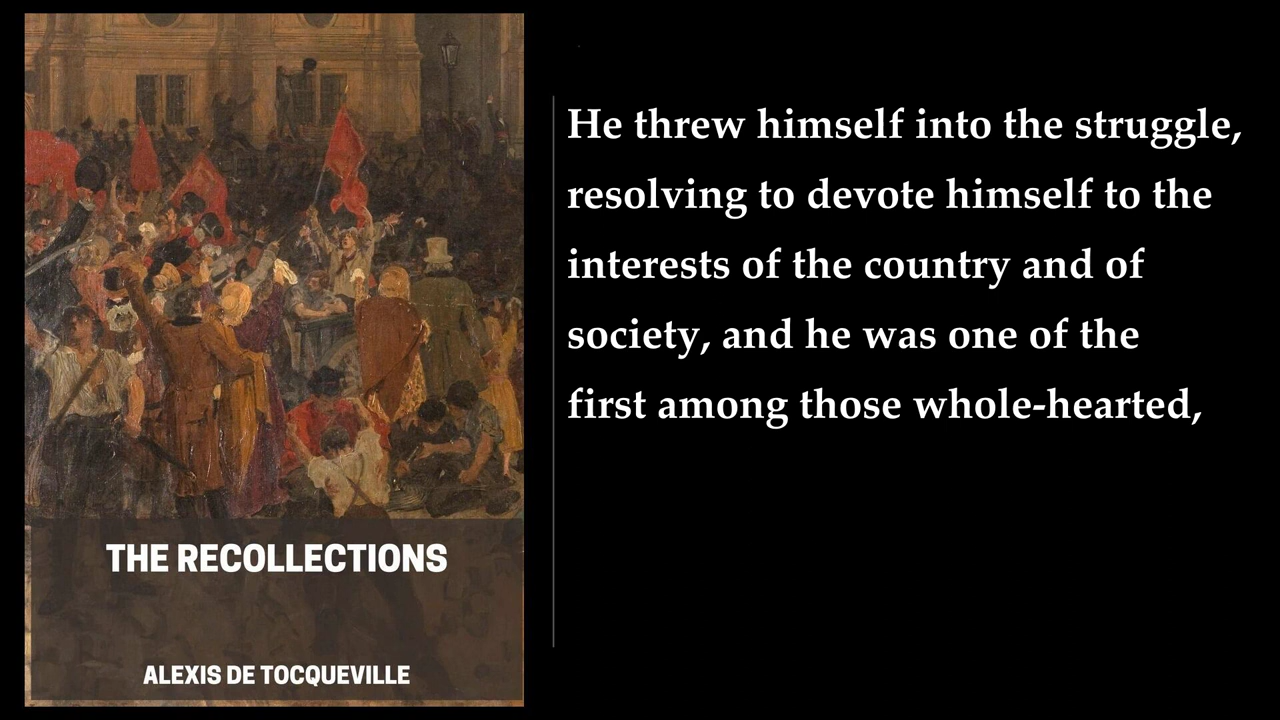 THE RECOLLECTIONS
ALEXIS DE TOCQUEVILLE
He threw himself into the struggle,
resolving to devote himself to the
interests of the country and of
society, and he was one of the
first among those whole-hearted,